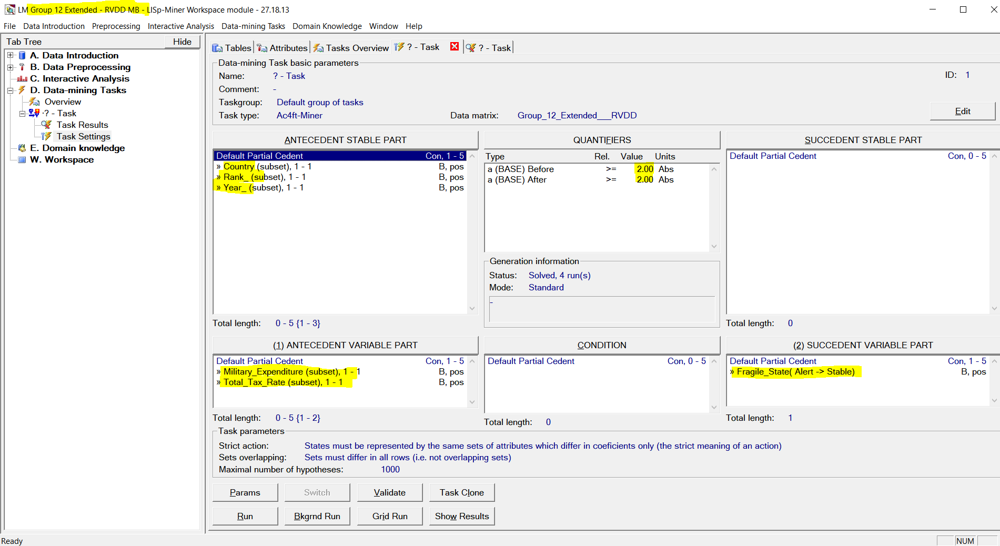 LM Group 12 Extended - RVDD MB - LISp-Miner Workspace module - 27.18.13
File Data Introduction Preprocessing Interactive Analysis Data-mining Tasks Domain Knowledge Window Help
Tab Tree Hide
A. Data Introduction
B. Data Preprocessing
C. Interactive Analysis
D. Data-mining Tasks
Overview
·? - Task
Task Results
Task Settings
E. Domain knowledge
W. Workspace
Tables Attributes Tasks Overview ? - Task ? - Task
Data-mining Task basic parameters
Name: ? - Task ID: 1
Comment: -
Taskgroup: Default group of tasks
Task type: Ac4ft-Miner Data matrix: Group_12_Extended___RVDD
Edit
ANTECEDENT STABLE PART
Default Partial Cedent Con, 1 - 5
» Country (subset), 1 - 1 B, pos
» Rank_ (subset), 1 - 1 B, pos
» Year_ (subset), 1 - 1 B, pos
Total length: 0 - 5 {1 - 3}
QUANTIFIERS
Type Rel. Value Units
a (BASE) Before >= 2.00 Abs
a (BASE) After >= 2.00 Abs
Generation information
Status: Solved, 4 run(s)
Mode: Standard
-
SUCCEDENT STABLE PART
Default Partial Cedent Con, 0 - 5
Total length: 0
(1) ANTECEDENT VARIABLE PART
Default Partial Cedent Con, 1 - 5
» Military_Expenditure (subset), 1 - 1 B, pos
» Total_Tax_Rate (subset), 1 - 1 B, pos
Total length: 0 - 5 {1 - 2}
CONDITION
Default Partial Cedent Con, 0 - 5
Total length: 0
(2) SUCCEDENT VARIABLE PART
Default Partial Cedent Con, 1 - 5
» Fragile_State( Alert -> Stable) B, pos
Total length: 1
Task parameters
Strict action: States must be represented by the same sets of attributes which differ in coeficients only (the strict meaning of an action)
Sets overlapping: Sets must differ in all rows (i.e. not overlapping sets)
Maximal number of hypotheses: 1000
Params Switch Validate Task Clone
Run Bkgrnd Run Grid Run Show Results
Ready NUM